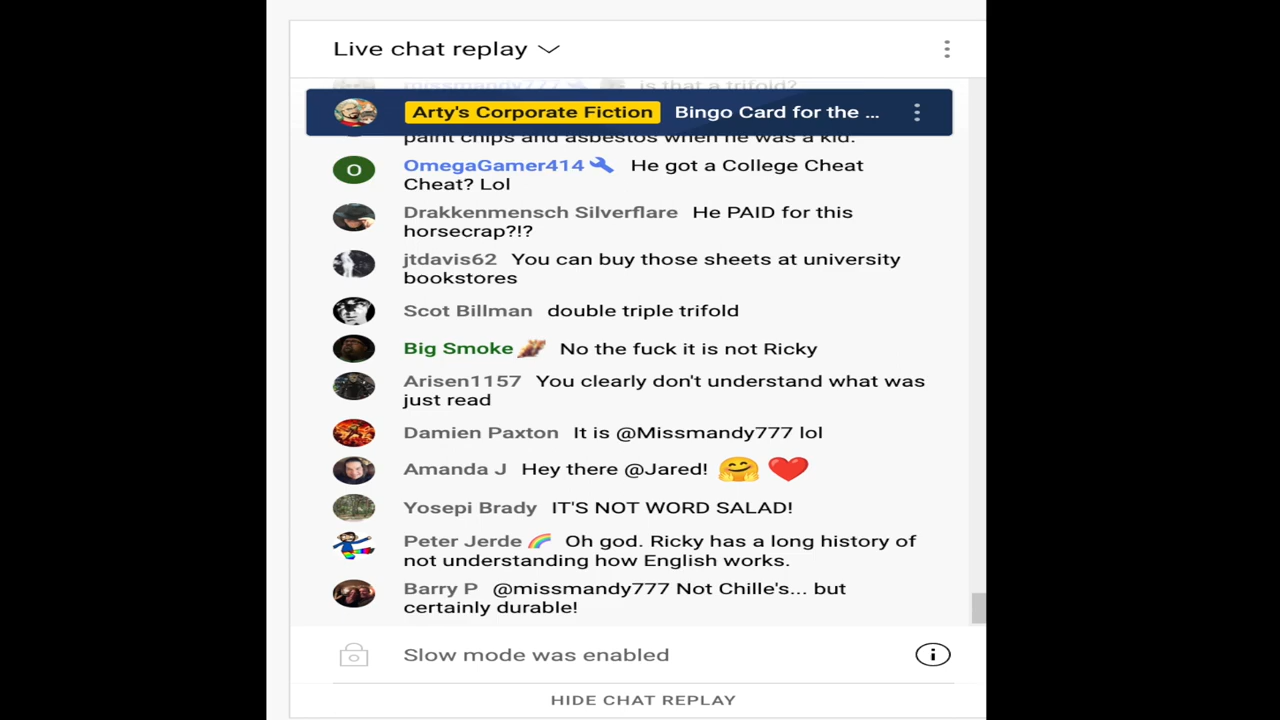 Live chat replay
missmandy777 is that a trifold?
Arty's Corporate Fiction Bingo Card for the ...
paint chips and asbestos when he was a kid.
O OmegaGamer414 He got a College Cheat
Cheat? Lol
Drakkenmensch Silverflare He PAID for this
horsecrap?!?
jtdavis62 You can buy those sheets at university
bookstores
Scot Billman double triple trifold
Big Smoke No the fuck it is not Ricky
Arisen1157 You clearly don't understand what was
just read
Damien Paxton It is @Missmandy777 lol
Amanda J Hey there @Jared! 🤗 ❤️
Yosepi Brady IT'S NOT WORD SALAD!
Peter Jerde 🌈 Oh god. Ricky has a long history of
not understanding how English works.
Barry P @missmandy777 Not Chille's... but
certainly durable!
Slow mode was enabled
HIDE CHAT REPLAY